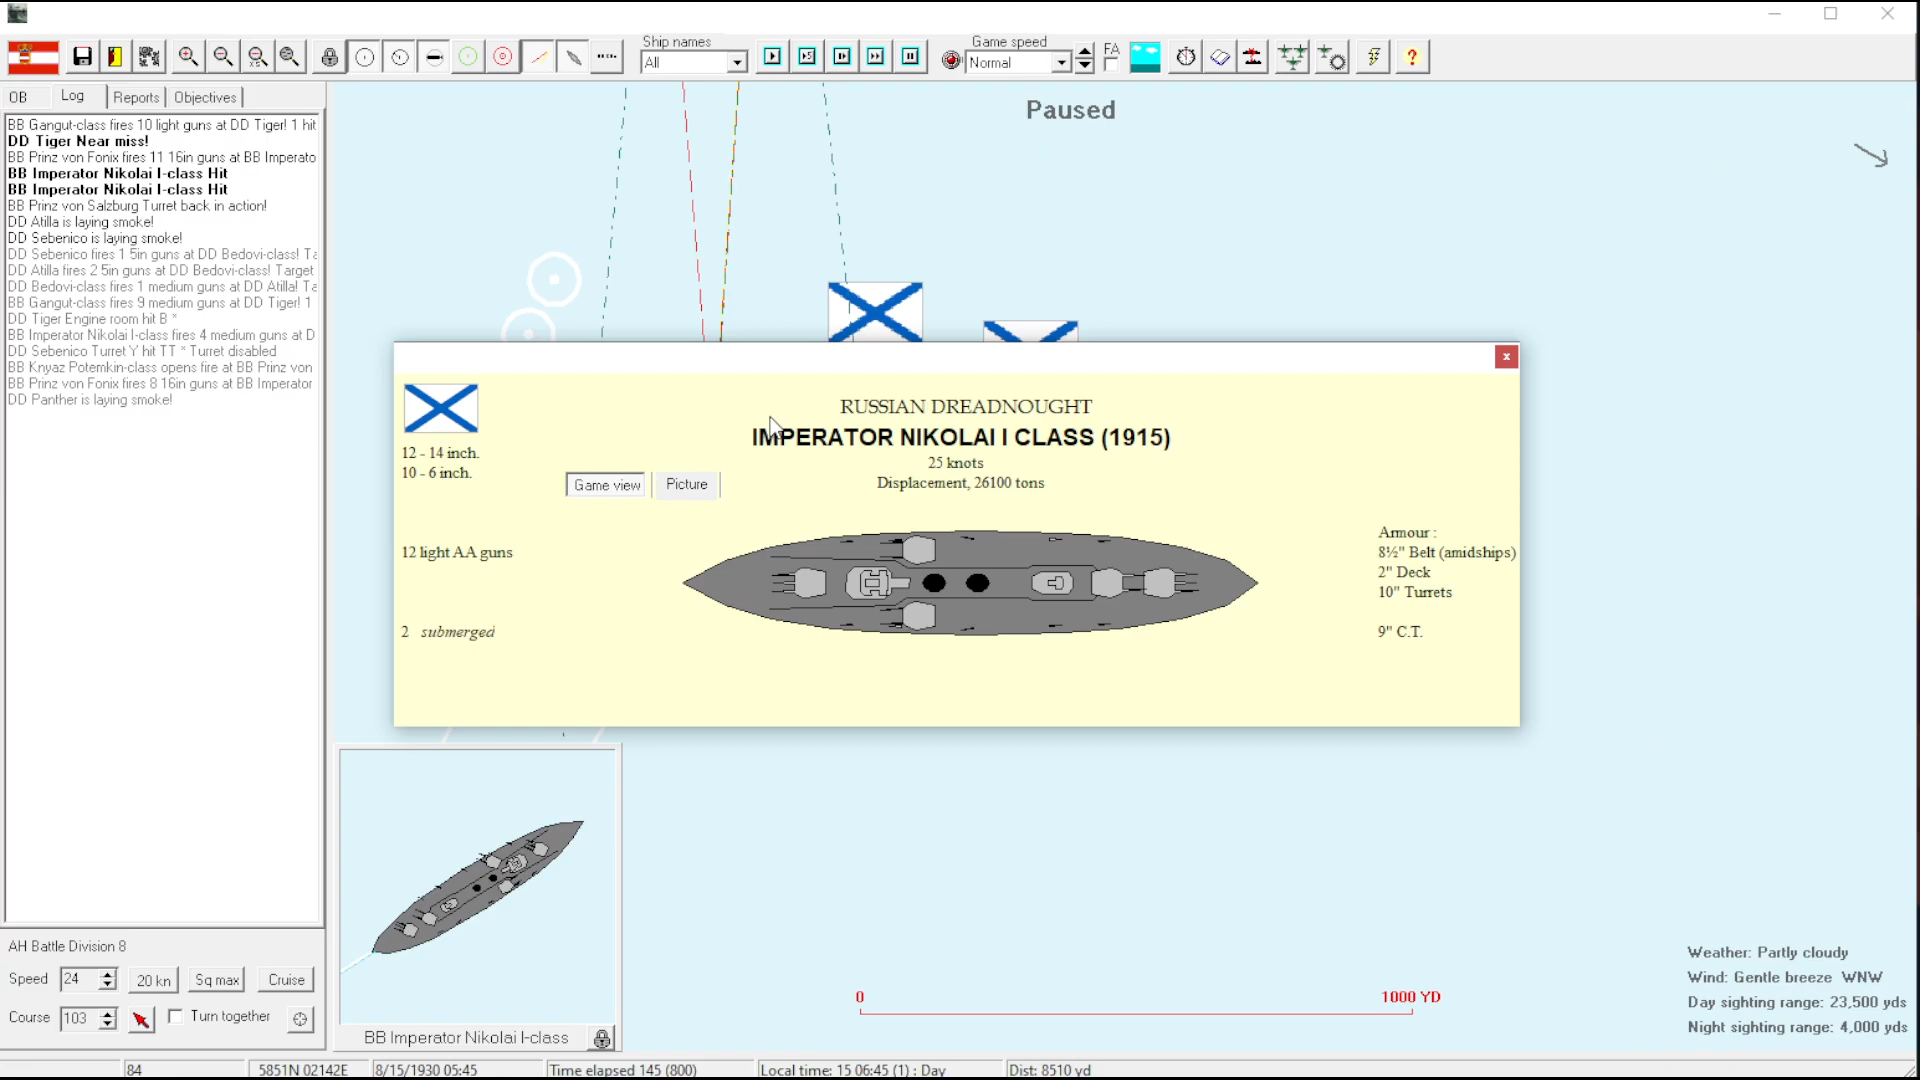 Ship names
All
Game speed
Normal
FA
OB
Log
Reports
Objectives
BB Gangut-class fires 10 light guns at DD Tiger! 1 hit
DD Tiger Near miss!
BB Prinz von Fonix fires 11 16in guns at BB Imperato
BB Imperator Nikolai I-class Hit
BB Imperator Nikolai I-class Hit
BB Prinz von Salzburg Turret back in action!
DD Atilla is laying smoke!
DD Sebenico is laying smoke!
DD Sebenico fires 1 5in guns at DD Bedovi-class! Ta
DD Atilla fires 2 5in guns at DD Bedovi-class! Target
DD Bedovi-class fires 1 medium guns at DD Atilla! Ta
BB Gangut-class fires 9 medium guns at DD Tiger! 1
DD Tiger Engine room hit B *
BB Imperator Nikolai I-class fires 4 medium guns at D
DD Sebenico Turret Y hit TT * Turret disabled
BB Knyaz Potemkin-class opens fire at BB Prinz von
BB Prinz von Fonix fires 8 16in guns at BB Imperator
DD Panther is laying smoke!
Paused
x
RUSSIAN DREADNOUGHT
IMPERATOR NIKOLAI I CLASS (1915)
25 knots
Displacement, 26100 tons
12 - 14 inch.
10 - 6 inch.
Game view
Picture
12 light AA guns
2 submerged
Armour :
8½" Belt (amidships)
2" Deck
10" Turrets
9" C.T.
BB Imperator Nikolai I-class
AH Battle Division 8
Speed 24 20 kn Sq max Cruise
Course 103 Turn together
0
1000 YD
Weather: Partly cloudy
Wind: Gentle breeze WNW
Day sighting range: 23,500 yds
Night sighting range: 4,000 yds
84
5851N 02142E
8/15/1930 05:45
Time elapsed 145 (800)
Local time: 15 06:45 (1) : Day
Dist: 8510 yd